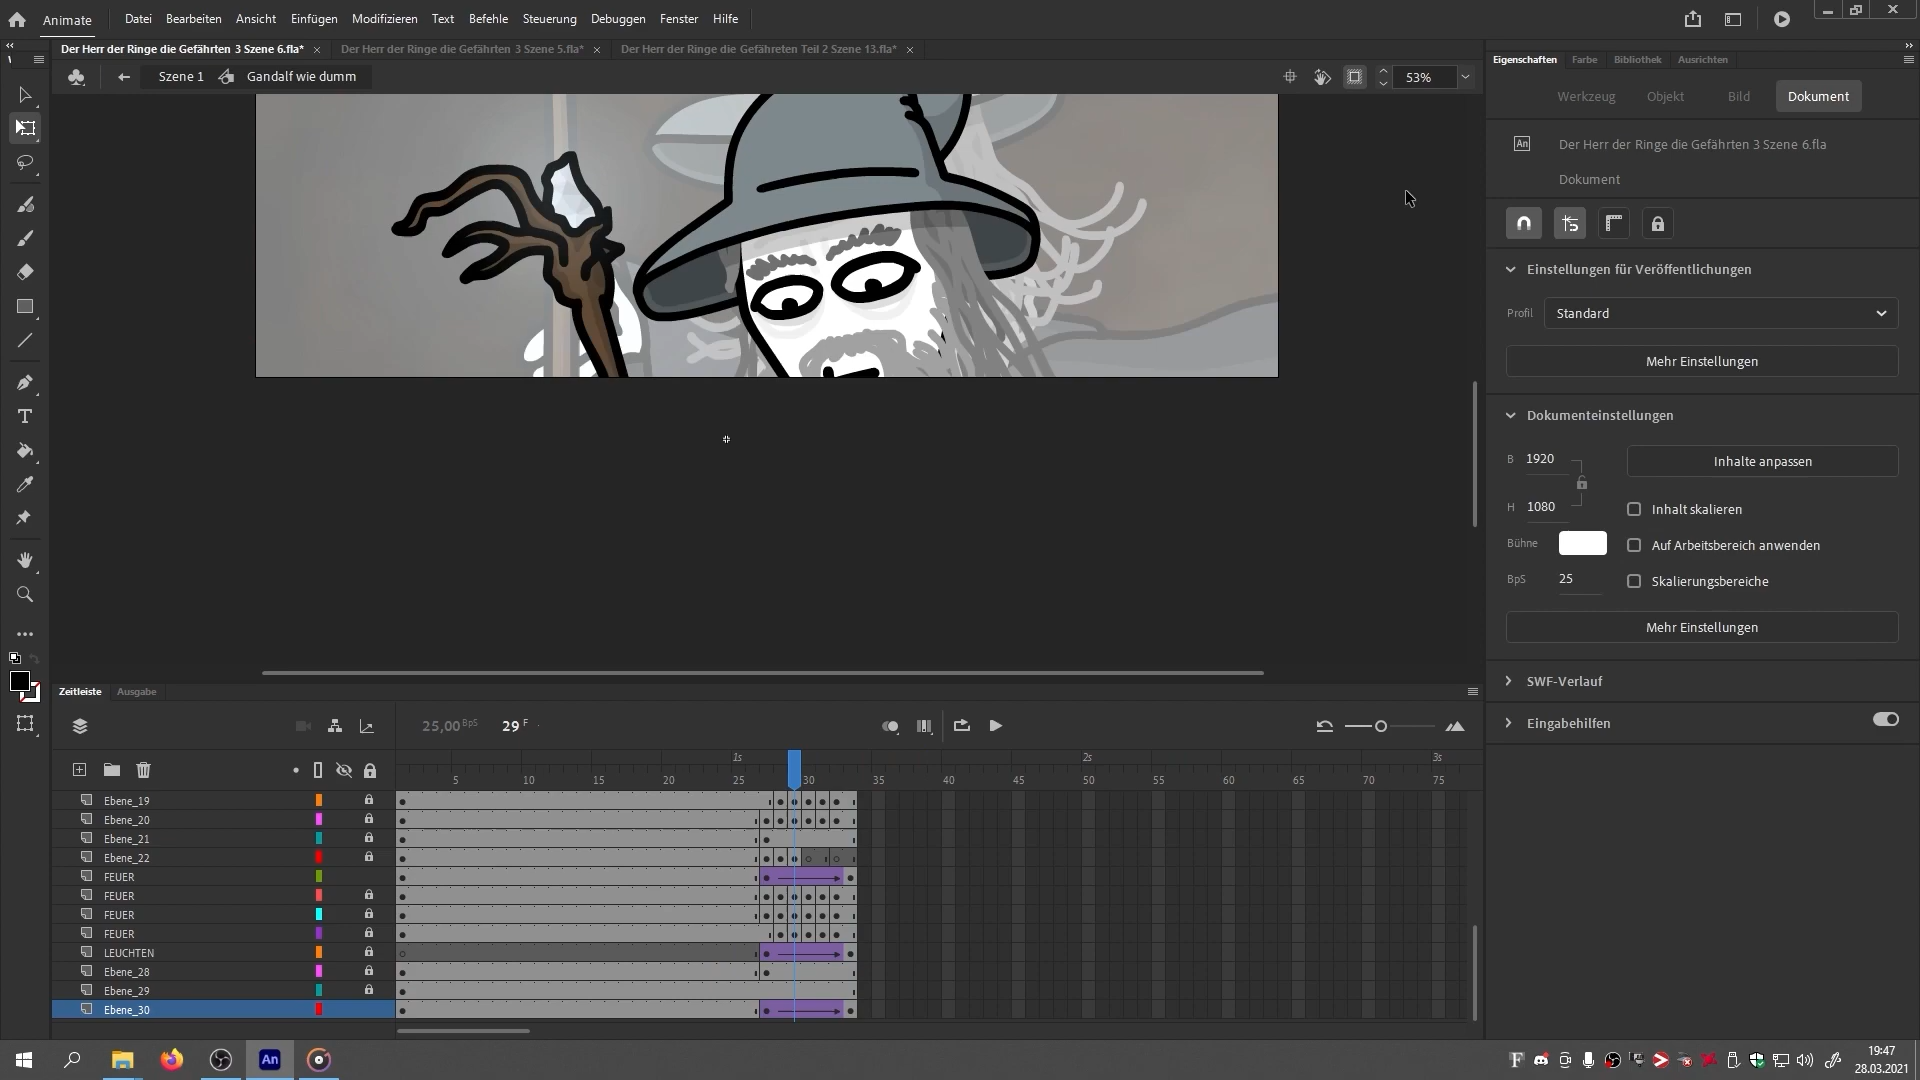 Animate
Datei Bearbeiten Ansicht Einfügen Modifizieren Text Befehle Steuerung Debuggen Fenster Hilfe
Der Herr der Ringe die Gefährten 3 Szene 6.fla* × Der Herr der Ringe die Gefährten 3 Szene 5.fla* × Der Herr der Ringe die Gefähreten Teil 2 Szene 13.fla* ×
Szene 1 Gandalf wie dumm
53%
Eigenschaften Farbe Bibliothek Ausrichten
Werkzeug Objekt Bild Dokument
An Der Herr der Ringe die Gefährten 3 Szene 6.fla
Dokument
Einstellungen für Veröffentlichungen
Profil Standard
Mehr Einstellungen
Dokumenteinstellungen
B 1920
Inhalte anpassen
H 1080
Inhalt skalieren
Bühne
Auf Arbeitsbereich anwenden
BpS 25
Skalierungsbereiche
Mehr Einstellungen
SWF-Verlauf
Eingabehilfen
Zeitleiste Ausgabe
25,00 BpS 29 F
1s 2s 3s
5 10 15 20 25 30 35 40 45 50 55 60 65 70 75
Ebene_19
Ebene_20
Ebene_21
Ebene_22
FEUER
FEUER
FEUER
FEUER
LEUCHTEN
Ebene_28
Ebene_29
Ebene_30
An
19:47
28.03.2021